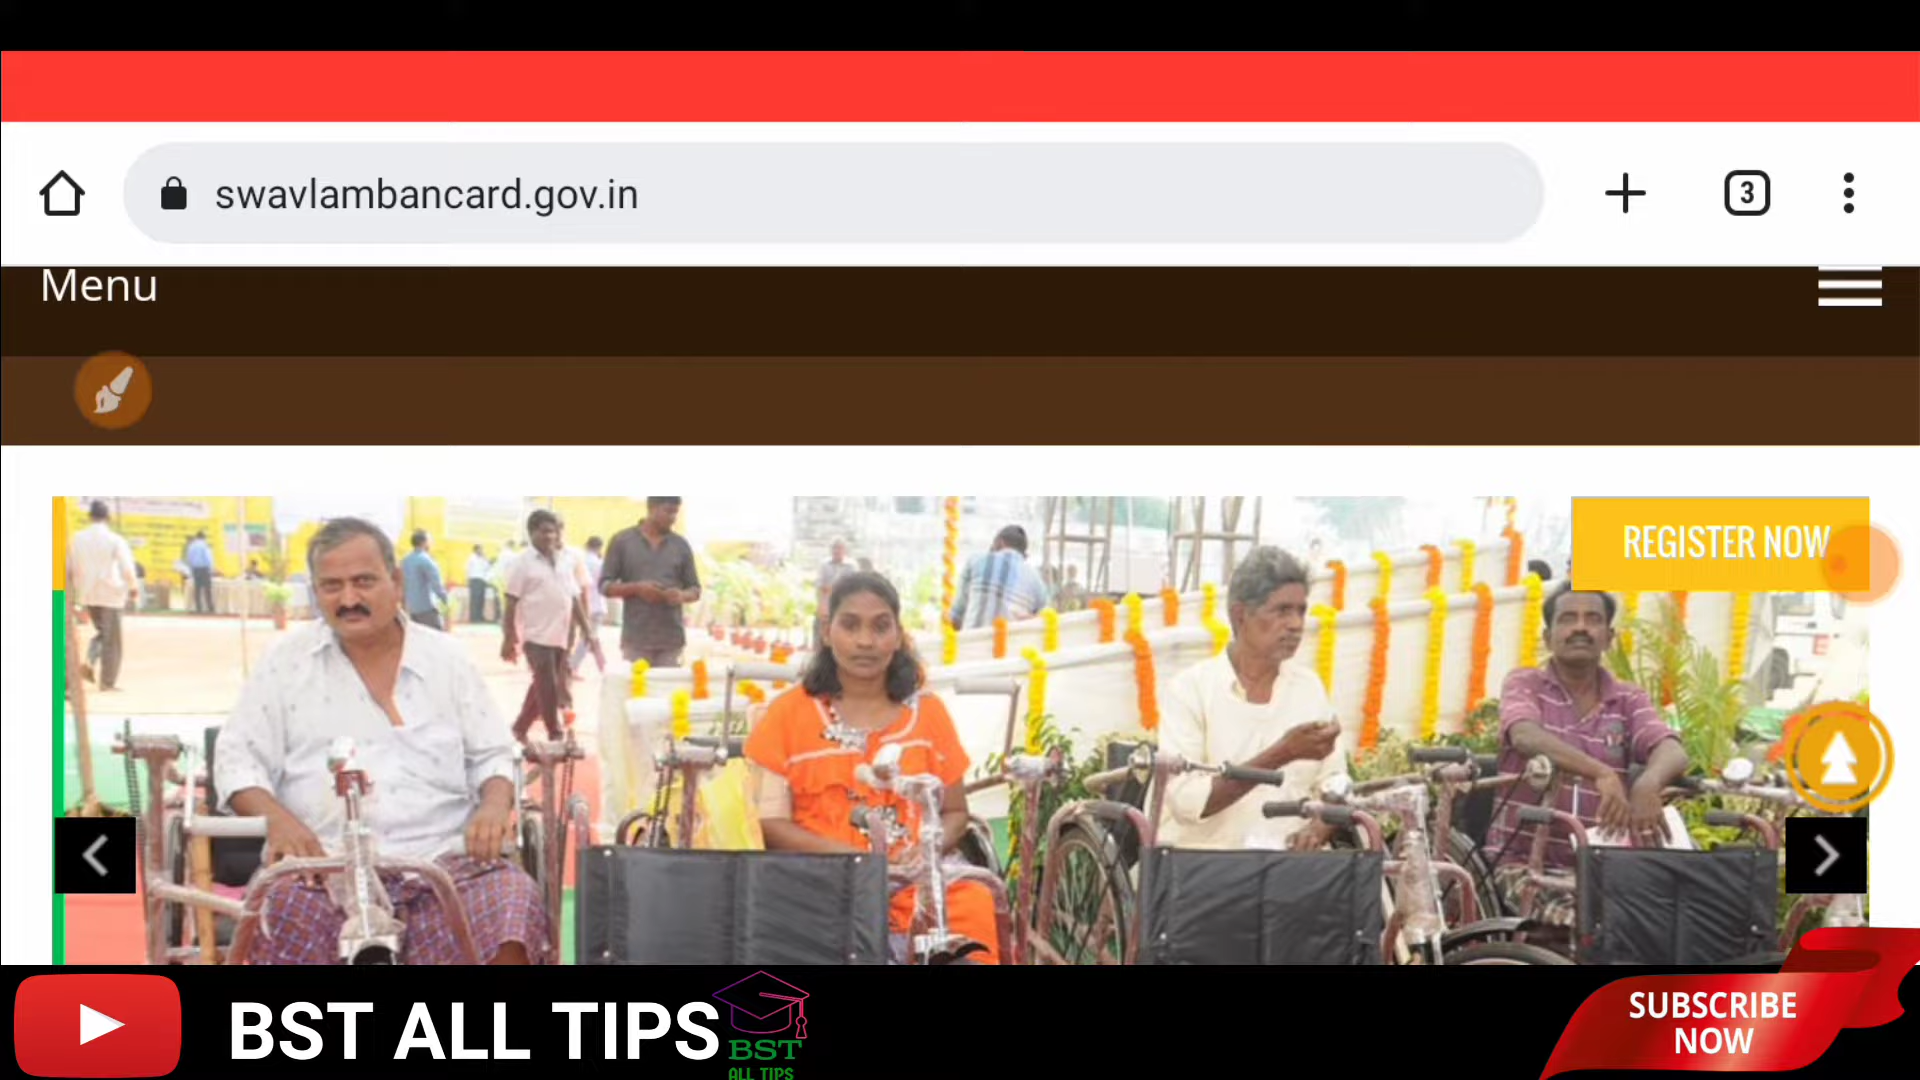 swavlambancard.gov.in
3
Menu
REGISTER NOW
BST ALL TIPS
BST
ALL TIPS
SUBSCRIBE
NOW